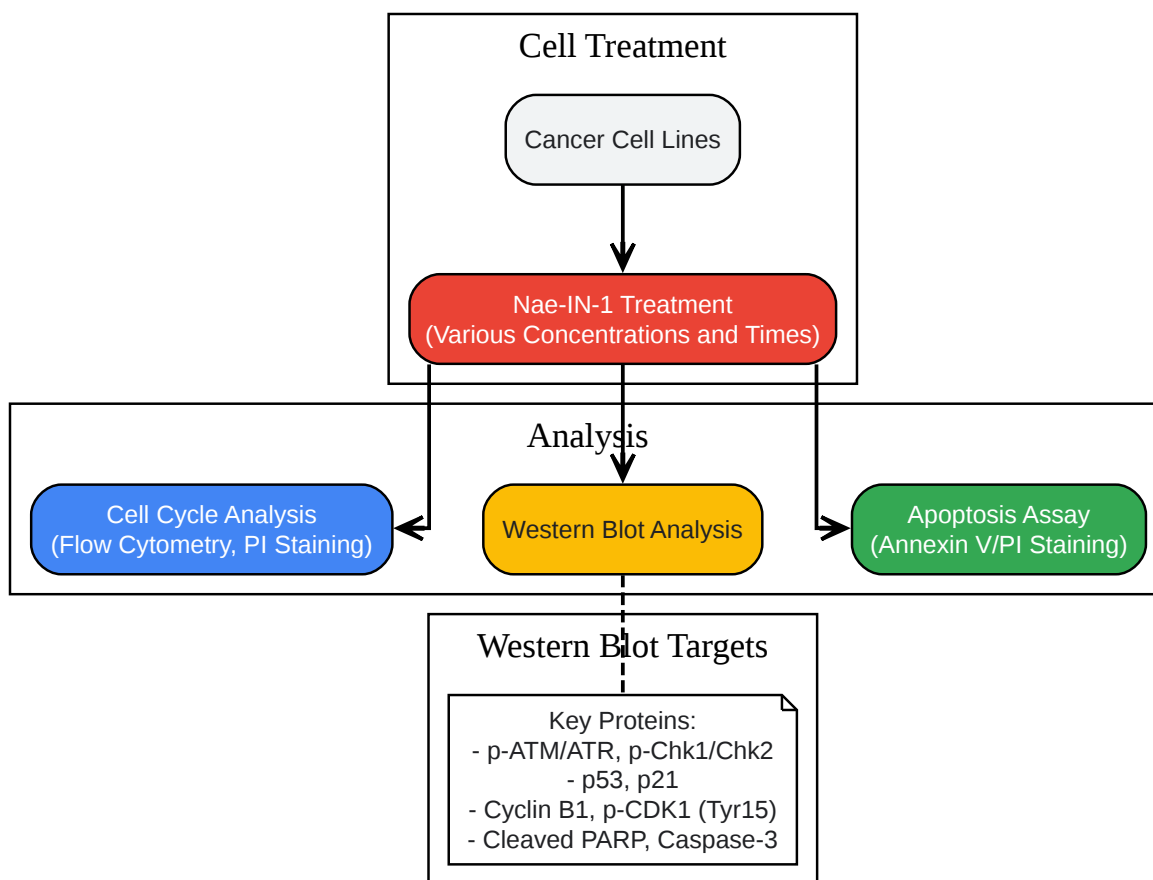 Cell Treatment
Cancer Cell Lines
Nae-IN-1 Treatment
(Various Concentrations and Times)
Analysis
Cell Cycle Analysis
(Flow Cytometry, PI Staining)
Western Blot Analysis
Apoptosis Assay
(Annexin V/PI Staining)
Western Blot Targets
Key Proteins:
- p-ATM/ATR, p-Chk1/Chk2
- p53, p21
- Cyclin B1, p-CDK1 (Tyr15)
- Cleaved PARP, Caspase-3